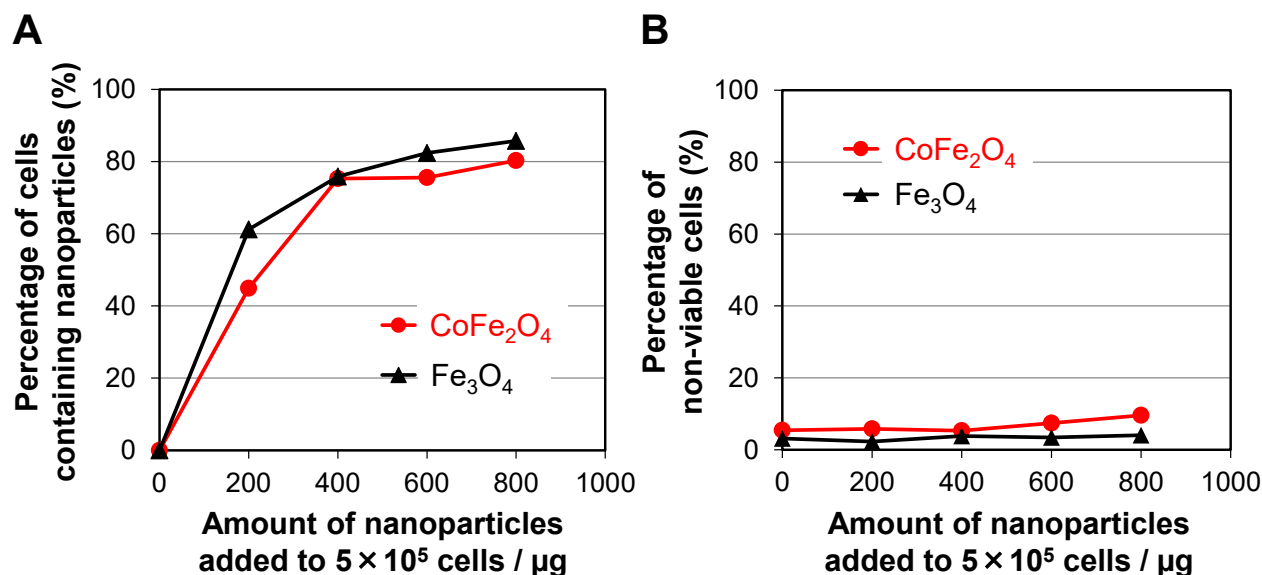 A
Percentage of cells
containing nanoparticles (%)
100
80
60
40
20
0
CoFe₂O₄
Fe₃O₄
0 200 400 600 800 1000
Amount of nanoparticles
added to 5×10⁵ cells / μg
B
Percentage of
non-viable cells (%)
100
80
60
40
20
0
CoFe₂O₄
Fe₃O₄
0 200 400 600 800 1000
Amount of nanoparticles
added to 5×10⁵ cells / μg